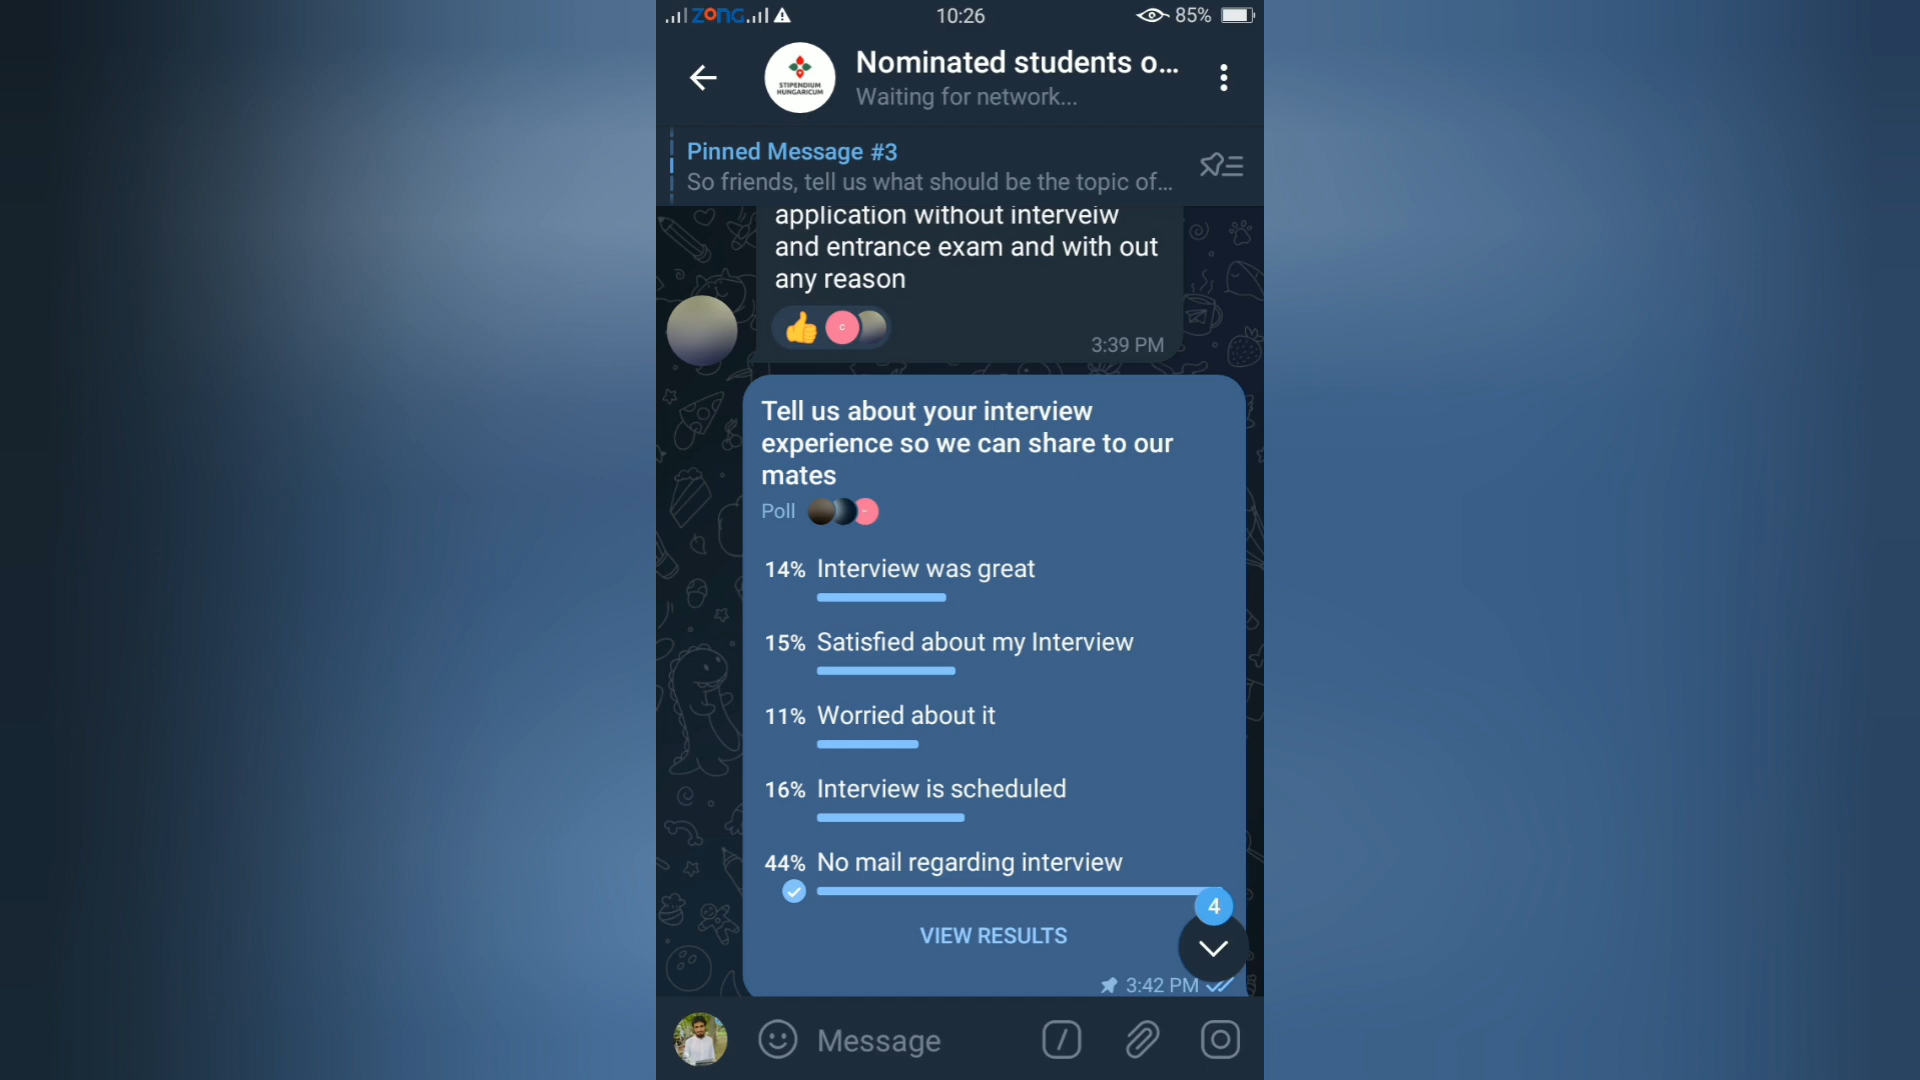 ZONG
10:26
85%
STIPENDIUM
HUNGARICUM
Nominated students o...
Waiting for network...
Pinned Message #3
So friends, tell us what should be the topic of...
application without interveiw
and entrance exam and with out
any reason
C
3:39 PM
Tell us about your interview
experience so we can share to our
mates
Poll
14% Interview was great
15% Satisfied about my Interview
11% Worried about it
16% Interview is scheduled
44% No mail regarding interview
4
VIEW RESULTS
3:42 PM
Message